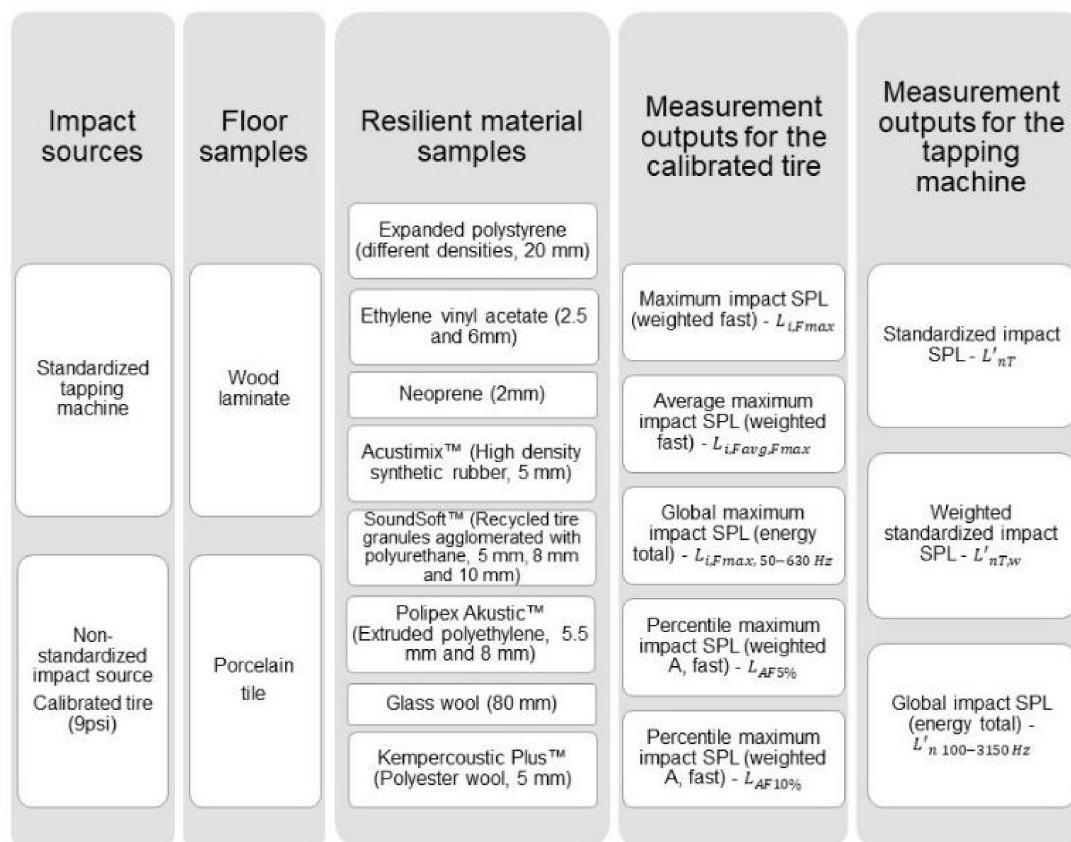 Impact
sources
Standardized
tapping
machine
Non-
standardized
impact source
Calibrated tire
(9psi)
Floor
samples
Wood
laminate
Porcelain
tile
Resilient material
samples
Expanded polystyrene
(different densities, 20 mm)
Ethylene vinyl acetate (2.5
and 6mm)
Neoprene (2mm)
Acustimix™ (High density
synthetic rubber, 5 mm)
SoundSoft™ (Recycled tire
granules agglomerated with
polyurethane, 5 mm, 8 mm
and 10 mm)
Polipex Akustic™
(Extruded polyethylene, 5.5
mm and 8 mm)
Glass wool (80 mm)
Kempercoustic Plus™
(Polyester wool, 5 mm)
Measurement
outputs for the
calibrated tire
Maximum impact SPL
(weighted fast) - L_{i,Fmax}
Average maximum
impact SPL (weighted
fast) - L_{i,Favg,Fmax}
Global maximum
impact SPL (energy
total) - L_{i,Fmax, 50−630 Hz}
Percentile maximum
impact SPL (weighted
A, fast) - L_{AF5%}
Percentile maximum
impact SPL (weighted
A, fast) - L_{AF10%}
Measurement
outputs for the
tapping
machine
Standardized impact
SPL - L'_{nT}
Weighted
standardized impact
SPL - L'_{nT,w}
Global impact SPL
(energy total) -
L'_{n 100−3150 Hz}